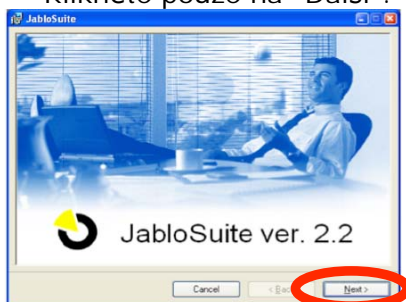 Klikněte pouze na "Další".
JabloSuite
JabloSuite ver. 2.2
Cancel
< Back
Next >